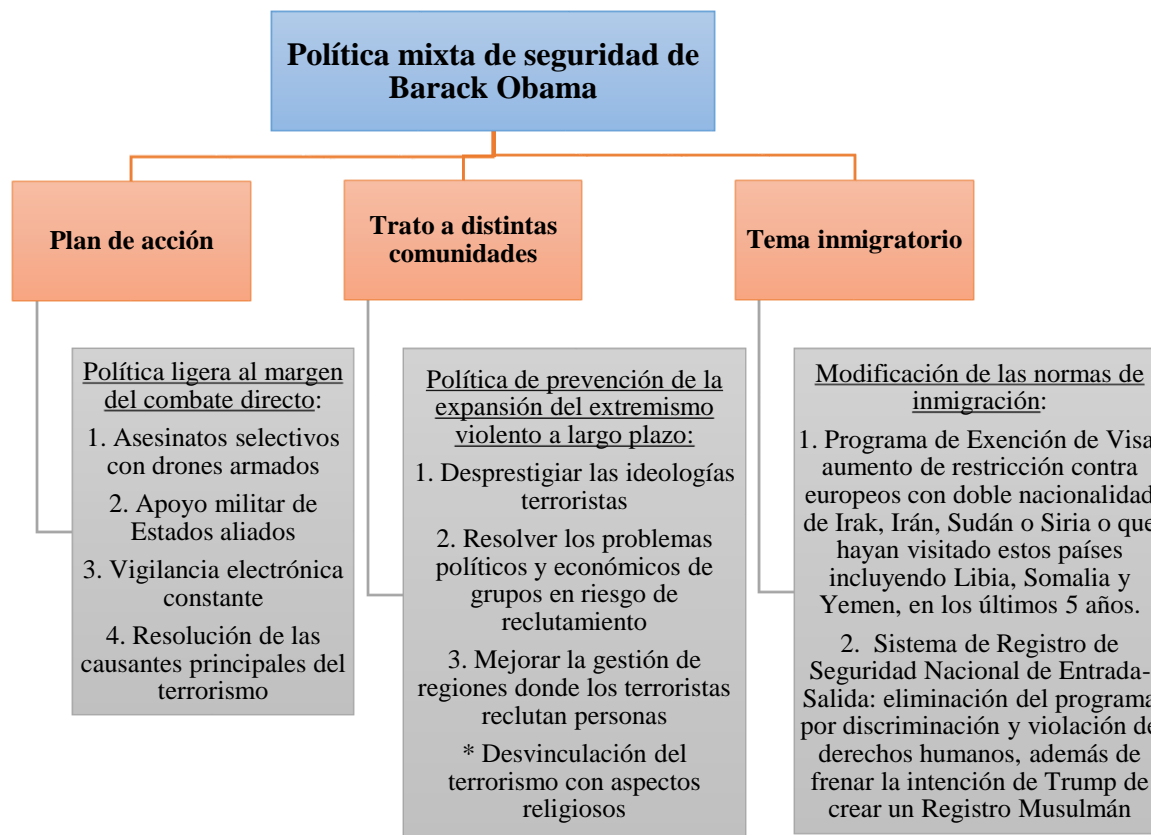 Política mixta de seguridad de
Barack Obama
Plan de acción
Trato a distintas
comunidades
Tema inmigratorio
Política ligera al margen
del combate directo:
1. Asesinatos selectivos
con drones armados
2. Apoyo militar de
Estados aliados
3. Vigilancia electrónica
constante
4. Resolución de las
causantes principales del
terrorismo
Política de prevención de la
expansión del extremismo
violento a largo plazo:
1. Desprestigiar las ideologías
terroristas
2. Resolver los problemas
políticos y económicos de
grupos en riesgo de
reclutamiento
3. Mejorar la gestión de
regiones donde los terroristas
reclutan personas
* Desvinculación del
terrorismo con aspectos
religiosos
Modificación de las normas de
inmigración:
1. Programa de Exención de Visa
aumento de restricción contra
europeos con doble nacionalidad
de Irak, Irán, Sudán o Siria o que
hayan visitado estos países
incluyendo Libia, Somalia y
Yemen, en los últimos 5 años.
2. Sistema de Registro de
Seguridad Nacional de Entrada-
Salida: eliminación del programa
por discriminación y violación de
derechos humanos, además de
frenar la intención de Trump de
crear un Registro Musulmán